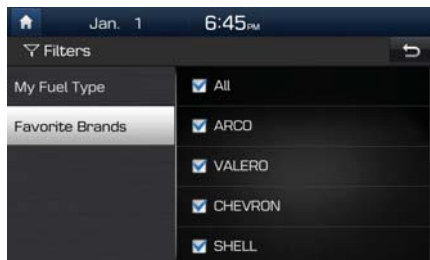 Jan. 1 6:45PM
Filters
My Fuel Type
Favorite Brands
All
ARCO
VALERO
CHEVRON
SHELL